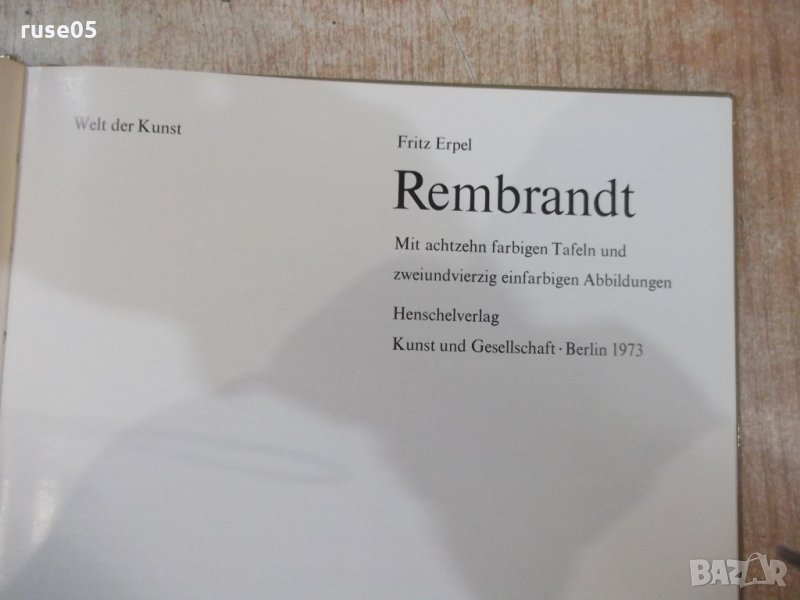 ruse05
Welt der Kunst
Fritz Erpel
Rembrandt
Mit achtzehn farbigen Tafeln und
zweiundvierzig einfarbigen Abbildungen
Henschelverlag
Kunst und Gesellschaft · Berlin 1973
BAZAR